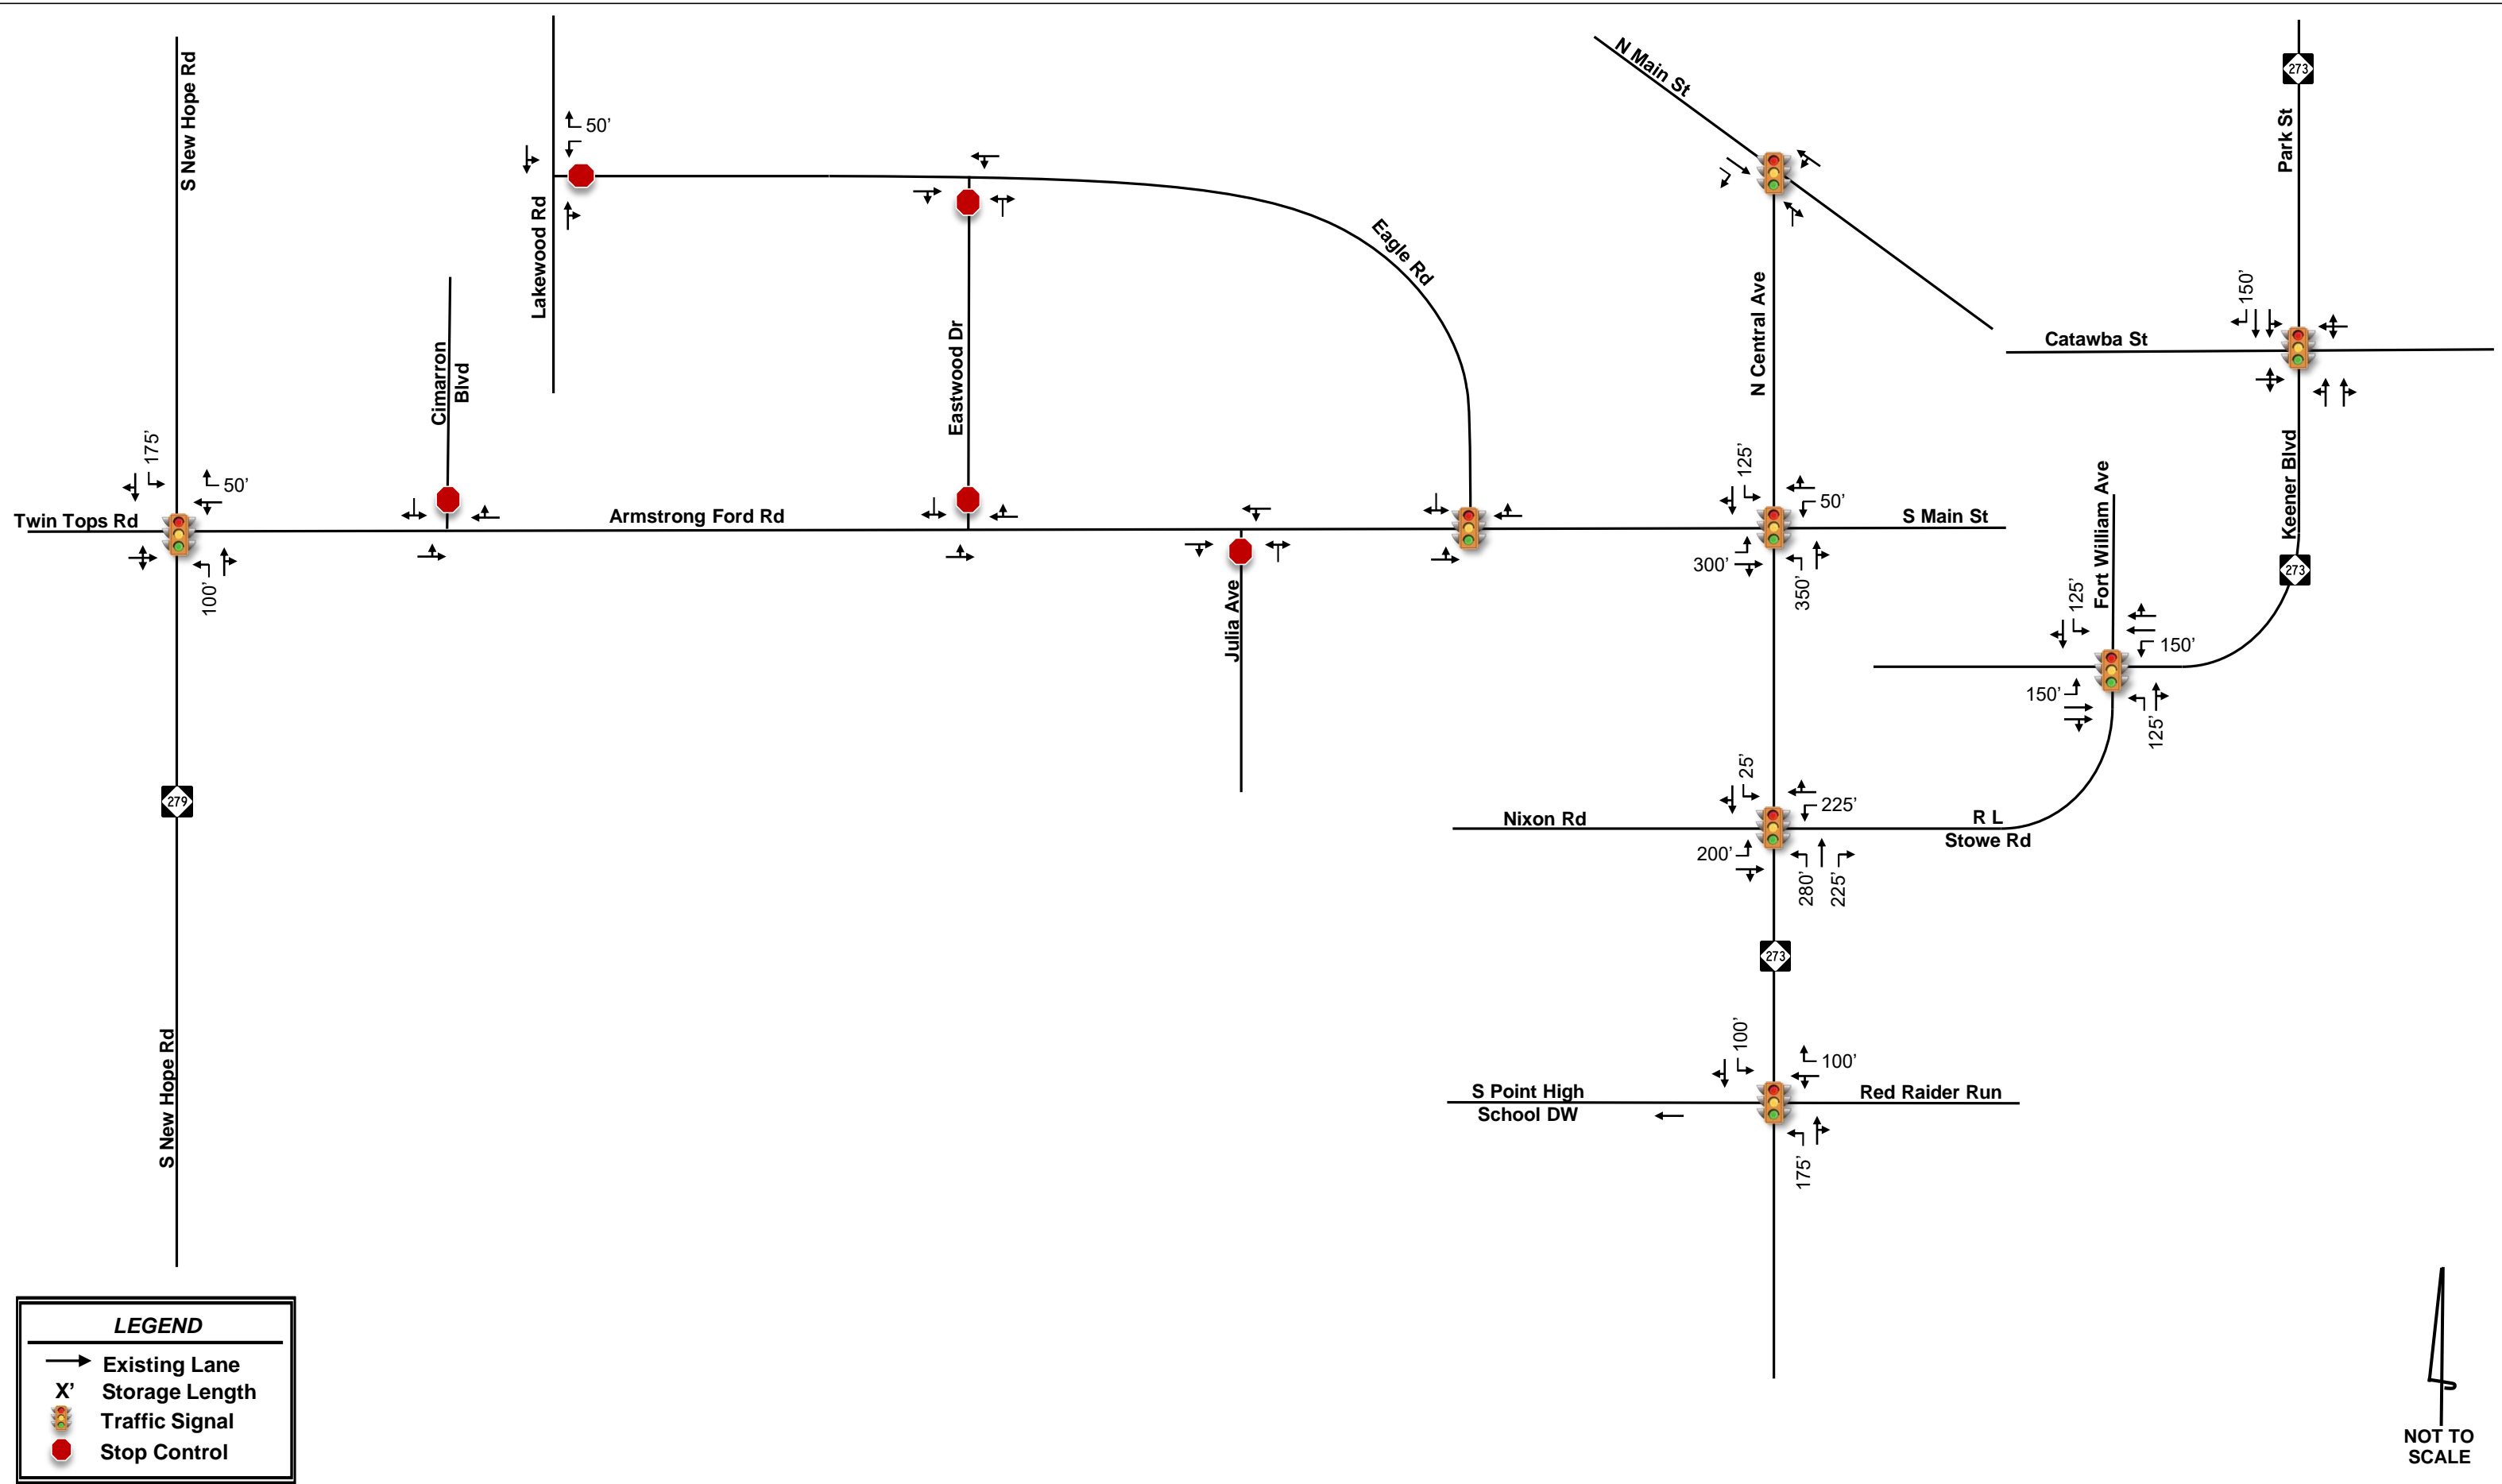 N Main St
273
S New Hope Rd
Park St
50'
Lakewood Rd
Eagle Rd
N Central Ave
150'
Catawba St
Cimarron
Blvd
Eastwood Dr
175'
50'
125'
50'
Keener Blvd
Fort William Ave
Twin Tops Rd
Armstrong Ford Rd
S Main St
100'
300'
350'
273
Julia Ave
125'
150'
150'
125'
25'
225'
279
Nixon Rd
R L
Stowe Rd
200'
280'
225'
273
S New Hope Rd
100'
100'
S Point High
School DW
Red Raider Run
175'
LEGEND
Existing Lane
X' Storage Length
Traffic Signal
Stop Control
NOT TO
SCALE